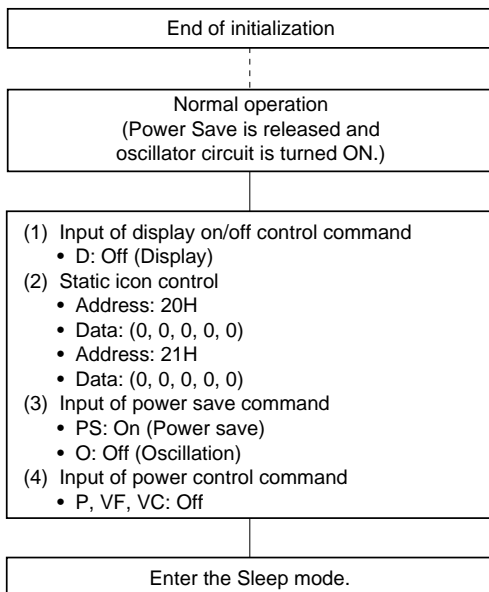 End of initialization
Normal operation
(Power Save is released and
oscillator circuit is turned ON.)
(1) Input of display on/off control command
• D: Off (Display)
(2) Static icon control
• Address: 20H
• Data: (0, 0, 0, 0, 0)
• Address: 21H
• Data: (0, 0, 0, 0, 0)
(3) Input of power save command
• PS: On (Power save)
• O: Off (Oscillation)
(4) Input of power control command
• P, VF, VC: Off
Enter the Sleep mode.